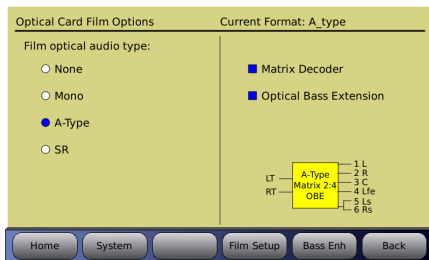 Optical Card Film Options
Current Format: A_type
Film optical audio type:
None
Mono
A-Type
SR
Matrix Decoder
Optical Bass Extension
LT
RT
A-Type
Matrix 2:4
OBE
1 L
2 R
3 C
4 Lfe
5 Ls
6 Rs
Home
System
Film Setup
Bass Enh
Back